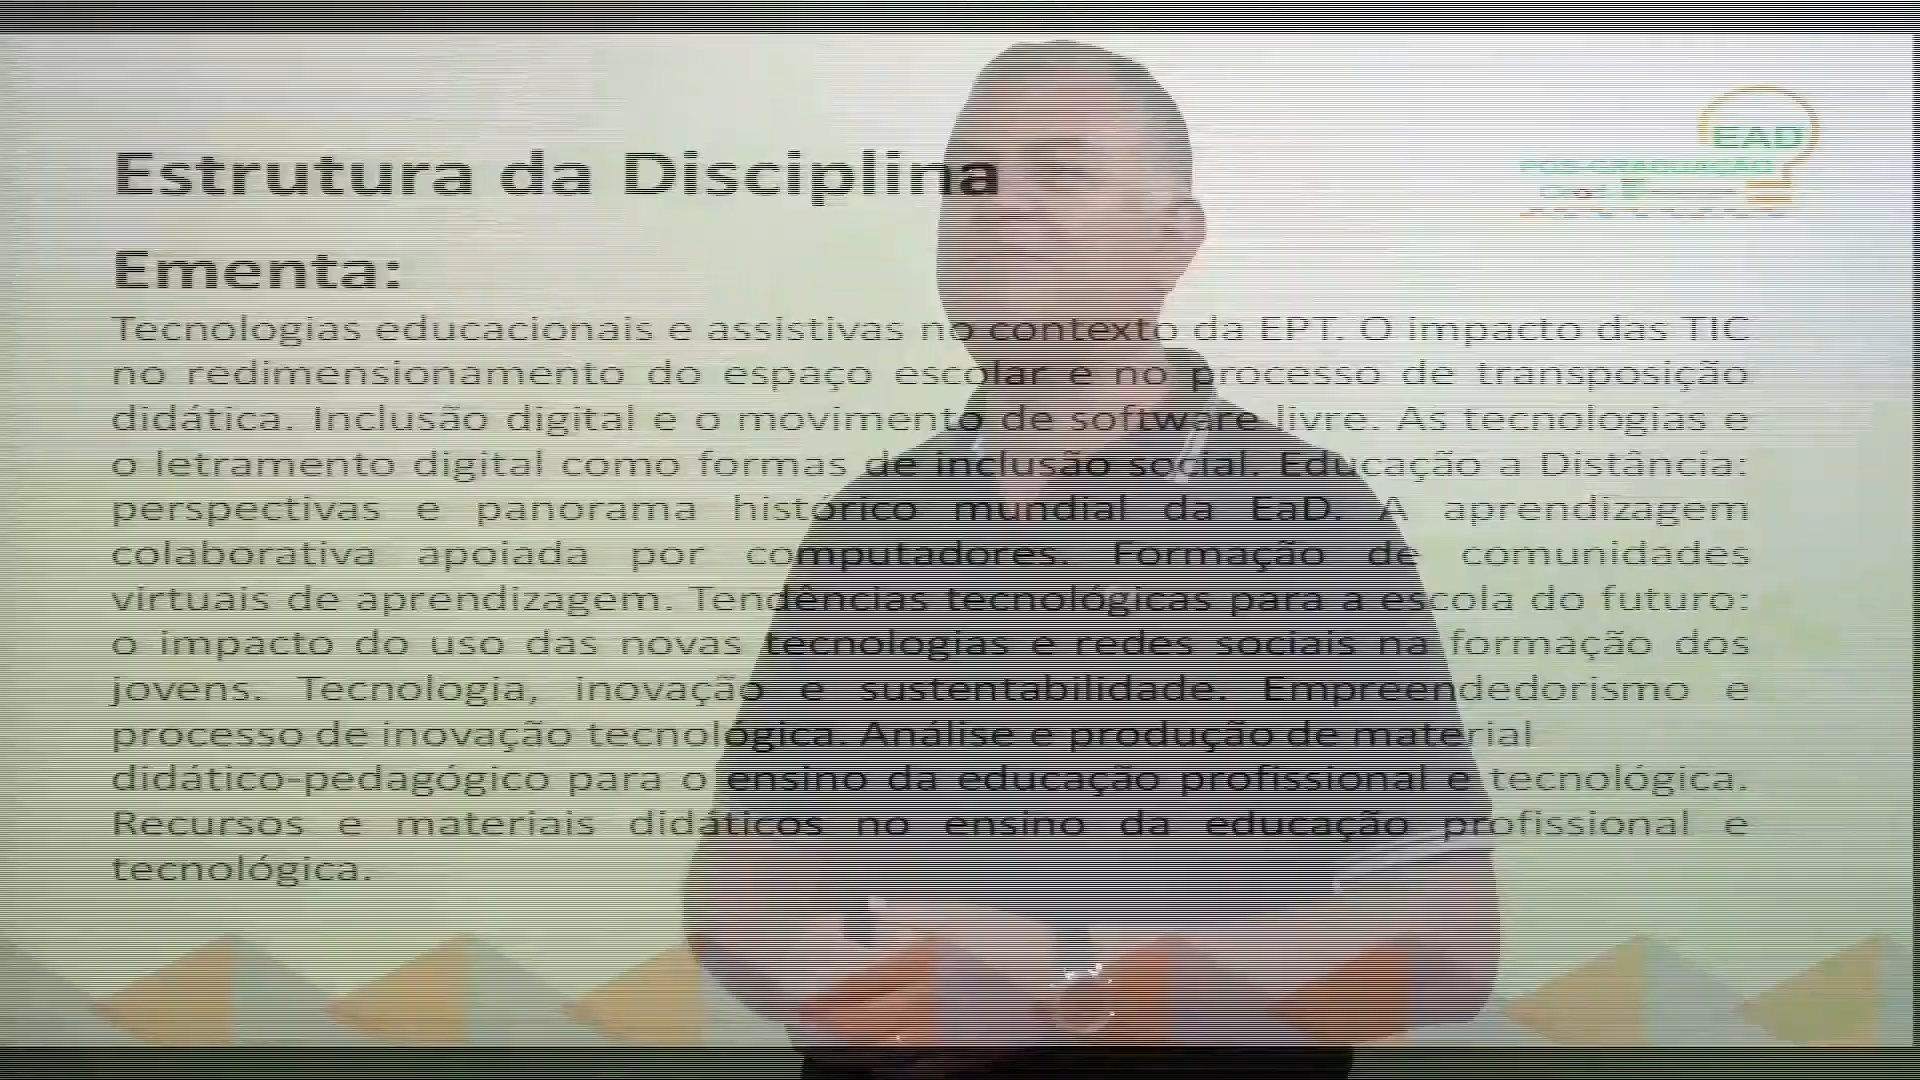 Estrutura da Disciplina
EAD
PÓS-GRADUAÇÃO
Cead
Ementa:
Tecnologias educacionais e assistivas no contexto da EPT. O impacto das TIC
no redimensionamento do espaço escolar e no processo de transposição
didática. Inclusão digital e o movimento de software livre. As tecnologias e
o letramento digital como formas de inclusão social. Educação a Distância:
perspectivas e panorama histórico mundial da EaD. A aprendizagem
colaborativa apoiada por computadores. Formação de comunidades
virtuais de aprendizagem. Tendências tecnológicas para a escola do futuro:
o impacto do uso das novas tecnologias e redes sociais na formação dos
jovens. Tecnologia, inovação e sustentabilidade. Empreendedorismo e
processo de inovação tecnológica. Análise e produção de material
didático-pedagógico para o ensino da educação profissional e tecnológica.
Recursos e materiais didáticos no ensino da educação profissional e
tecnológica.